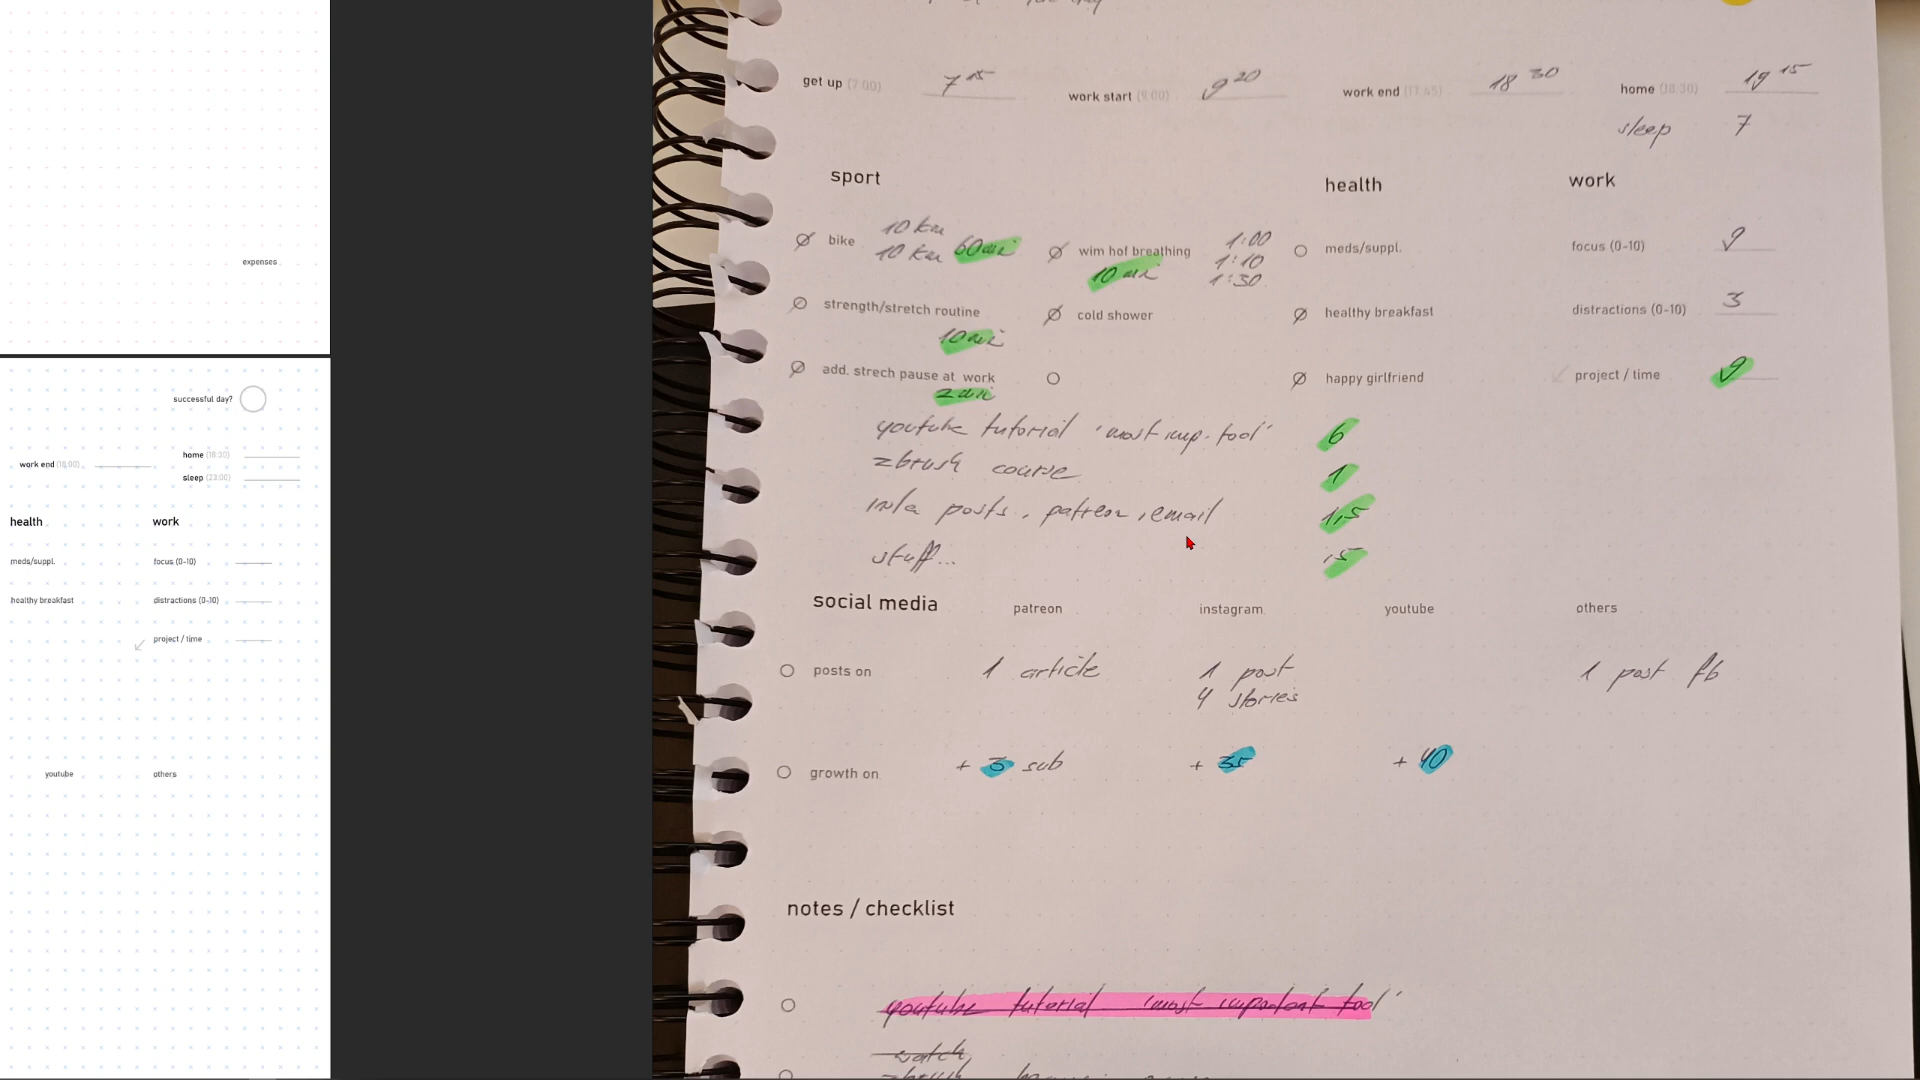 expenses
successful day?
work end (18:00)
home (18:30)
sleep (23:00)
health
work
meds/suppl.
focus (0-10)
healthy breakfast
distractions (0-10)
project / time
youtube
others
get up (7:00) 7 15
work start (9:00) 9 20
work end (17:45) 18 30
home (18:30) 19 15
sleep 7
sport
health
work
bike 10 km
10 km 60 min
wim hof breathing 1:00
1:10
1:30
10 min
meds/suppl.
focus (0-10) 9
strength/stretch routine
10 min
cold shower
healthy breakfast
distractions (0-10) 3
add. strech pause at work
2 min
happy girlfriend
project / time 9
youtube tutorial 'most imp. tool' 6
zbrush course 1
insta posts, patreon, email 1,5
stuff... ,5
social media
patreon
instagram
youtube
others
posts on
1 article
1 post
4 stories
1 post fb
growth on
+ 3 sub
+ 35
+ 40
notes / checklist
youtube tutorial 'most important tool'
watch
zbrush